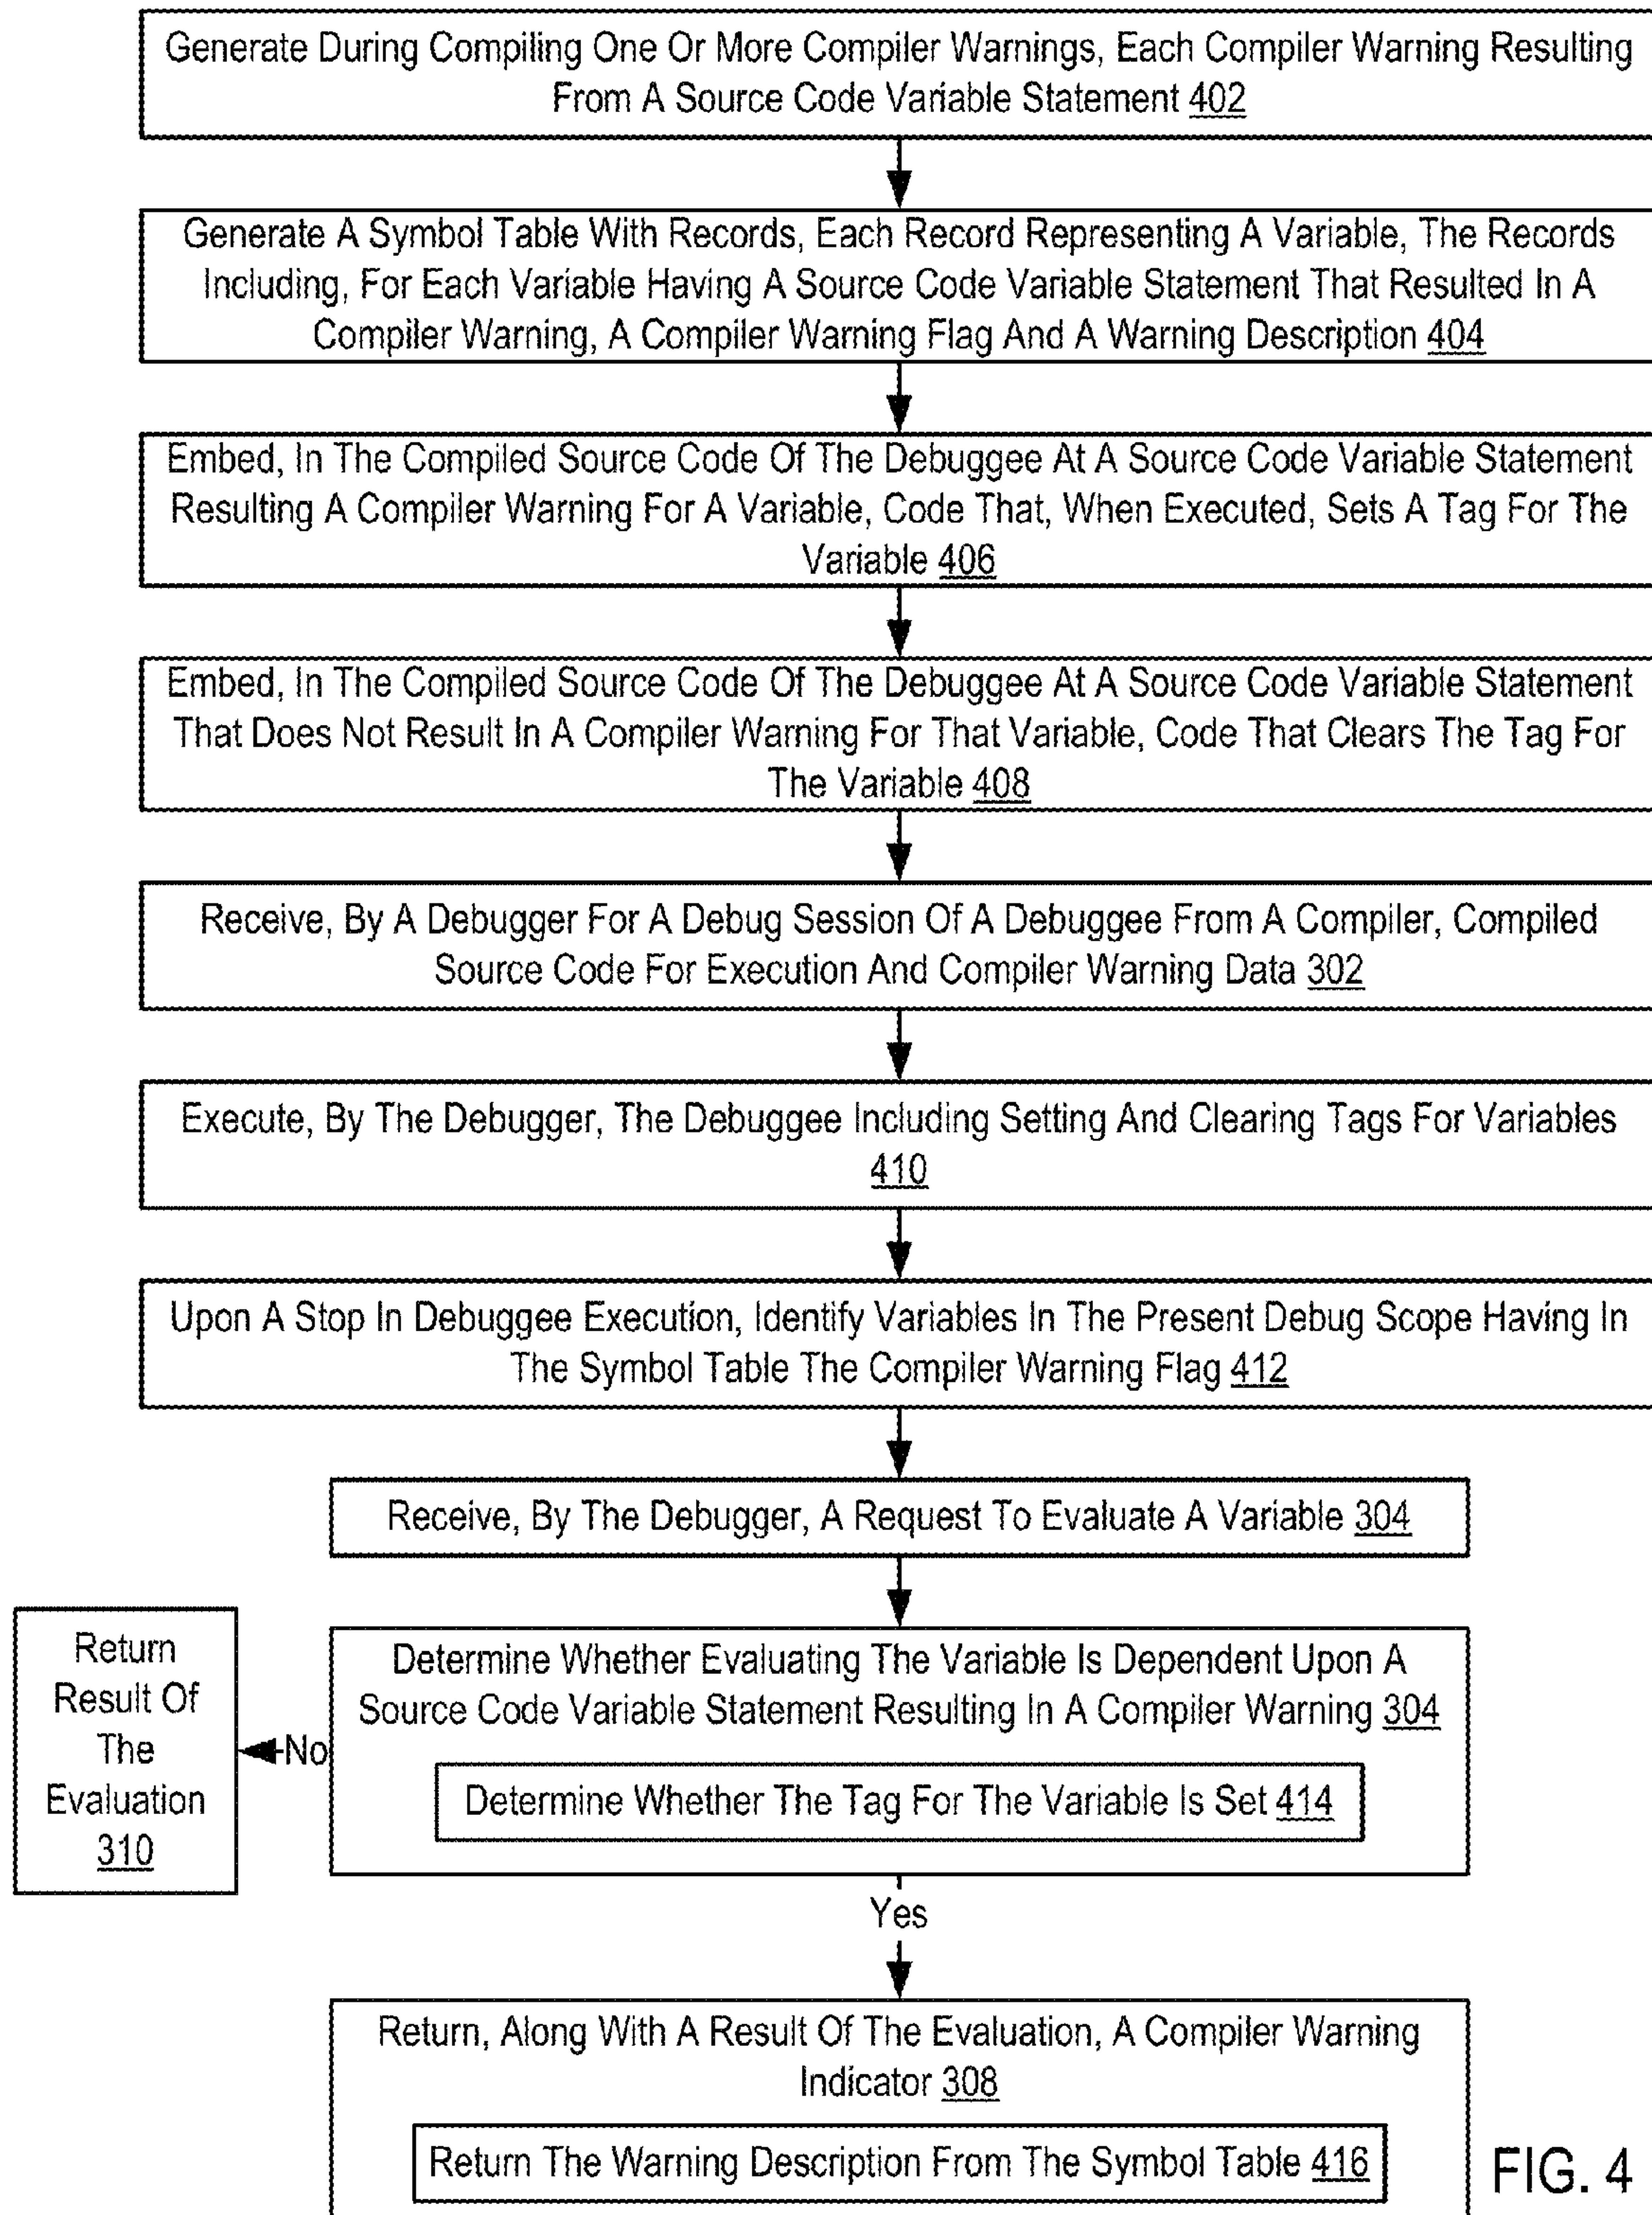 Generate During Compiling One Or More Compiler Warnings, Each Compiler Warning Resulting
From A Source Code Variable Statement 402
Generate A Symbol Table With Records, Each Record Representing A Variable, The Records
Including, For Each Variable Having A Source Code Variable Statement That Resulted In A
Compiler Warning, A Compiler Warning Flag And A Warning Description 404
Embed, In The Compiled Source Code Of The Debuggee At A Source Code Variable Statement
Resulting A Compiler Warning For A Variable, Code That, When Executed, Sets A Tag For The
Variable 406
Embed, In The Compiled Source Code Of The Debuggee At A Source Code Variable Statement
That Does Not Result In A Compiler Warning For That Variable, Code That Clears The Tag For
The Variable 408
Receive, By A Debugger For A Debug Session Of A Debuggee From A Compiler, Compiled
Source Code For Execution And Compiler Warning Data 302
Execute, By The Debugger, The Debuggee Including Setting And Clearing Tags For Variables
410
Upon A Stop In Debuggee Execution, Identify Variables In The Present Debug Scope Having In
The Symbol Table The Compiler Warning Flag 412
Receive, By The Debugger, A Request To Evaluate A Variable 304
Determine Whether Evaluating The Variable Is Dependent Upon A
Source Code Variable Statement Resulting In A Compiler Warning 304
Determine Whether The Tag For The Variable Is Set 414
No
Return
Result Of
The
Evaluation
310
Yes
Return, Along With A Result Of The Evaluation, A Compiler Warning
Indicator 308
Return The Warning Description From The Symbol Table 416
FIG. 4